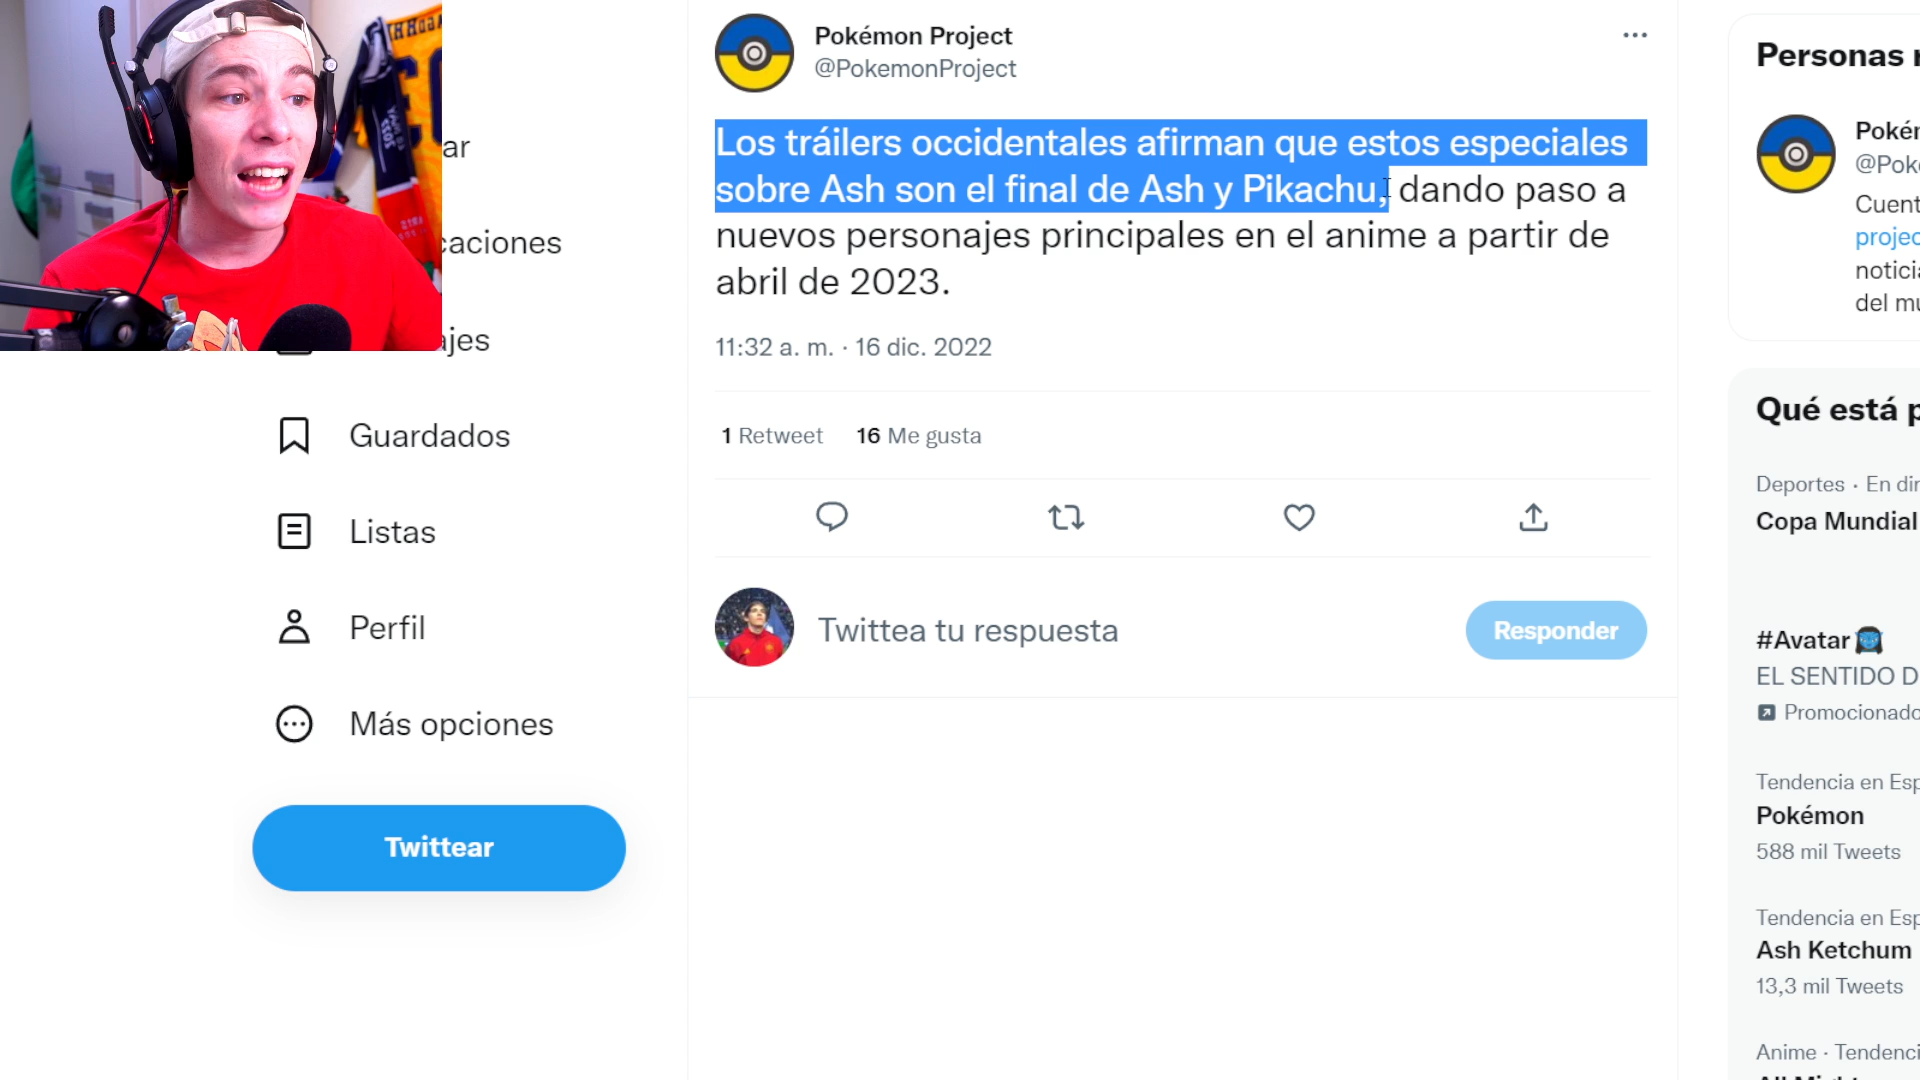 Pokémon Project
@PokemonProject
Los tráilers occidentales afirman que estos especiales
sobre Ash son el final de Ash y Pikachu, dando paso a
nuevos personajes principales en el anime a partir de
abril de 2023.
11:32 a. m. · 16 dic. 2022
1 Retweet 16 Me gusta
Twittea tu respuesta
Responder
ar
caciones
ajes
Guardados
Listas
Perfil
Más opciones
Twittear
Personas
Poké
@Pok
Cuent
projec
notici
del mu
Qué está p
Deportes · En dir
Copa Mundial
#Avatar
EL SENTIDO D
Promocionado
Tendencia en Esp
Pokémon
588 mil Tweets
Tendencia en Esp
Ash Ketchum
13,3 mil Tweets
Anime · Tendenci